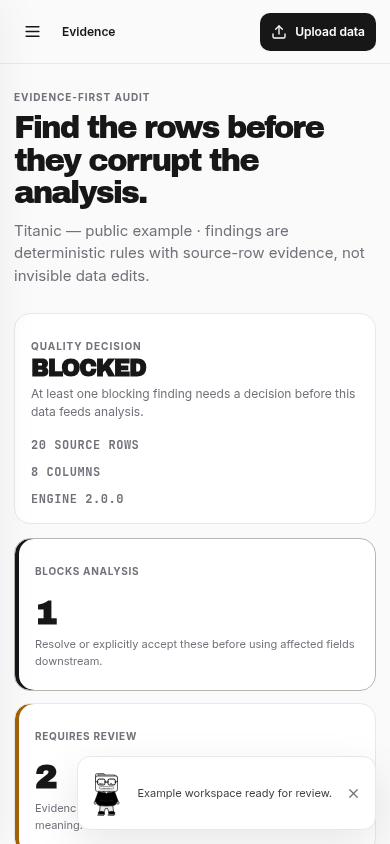 Evidence
Upload data
EVIDENCE-FIRST AUDIT
Find the rows before
they corrupt the
analysis.
Titanic — public example · findings are
deterministic rules with source-row evidence, not
invisible data edits.
QUALITY DECISION
BLOCKED
At least one blocking finding needs a decision before this
data feeds analysis.
20 SOURCE ROWS
8 COLUMNS
ENGINE 2.0.0
BLOCKS ANALYSIS
1
Resolve or explicitly accept these before using affected fields
downstream.
REQUIRES REVIEW
2
Example workspace ready for review.
meaning.